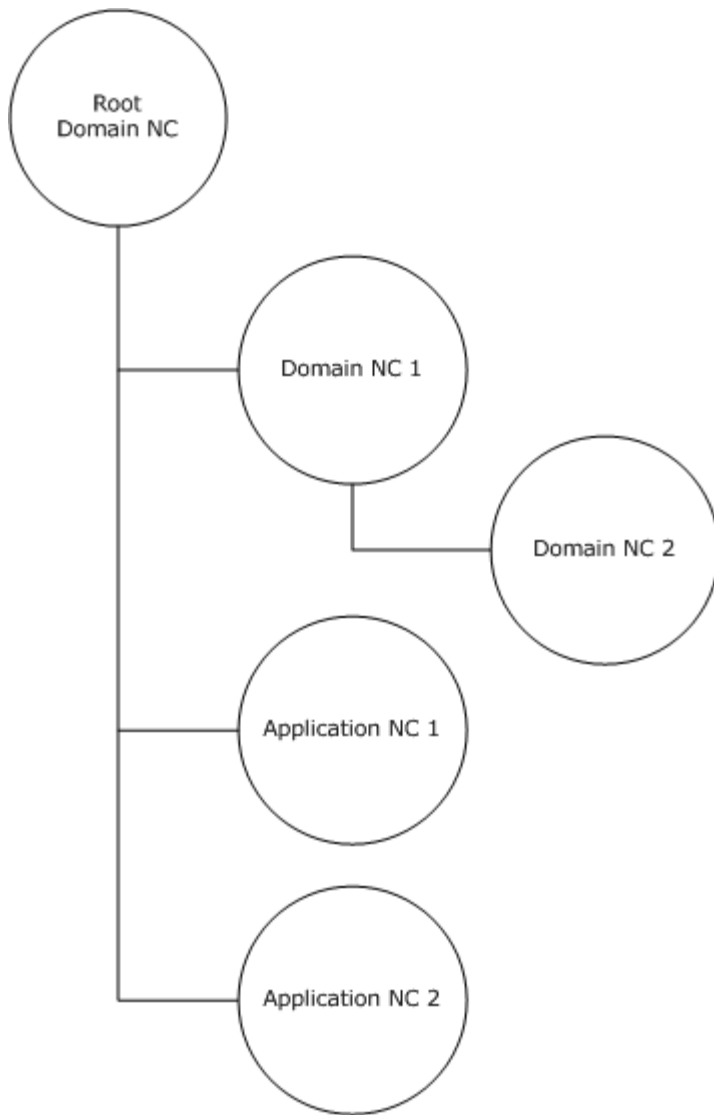 Root
Domain NC
Domain NC 1
Domain NC 2
Application NC 1
Application NC 2